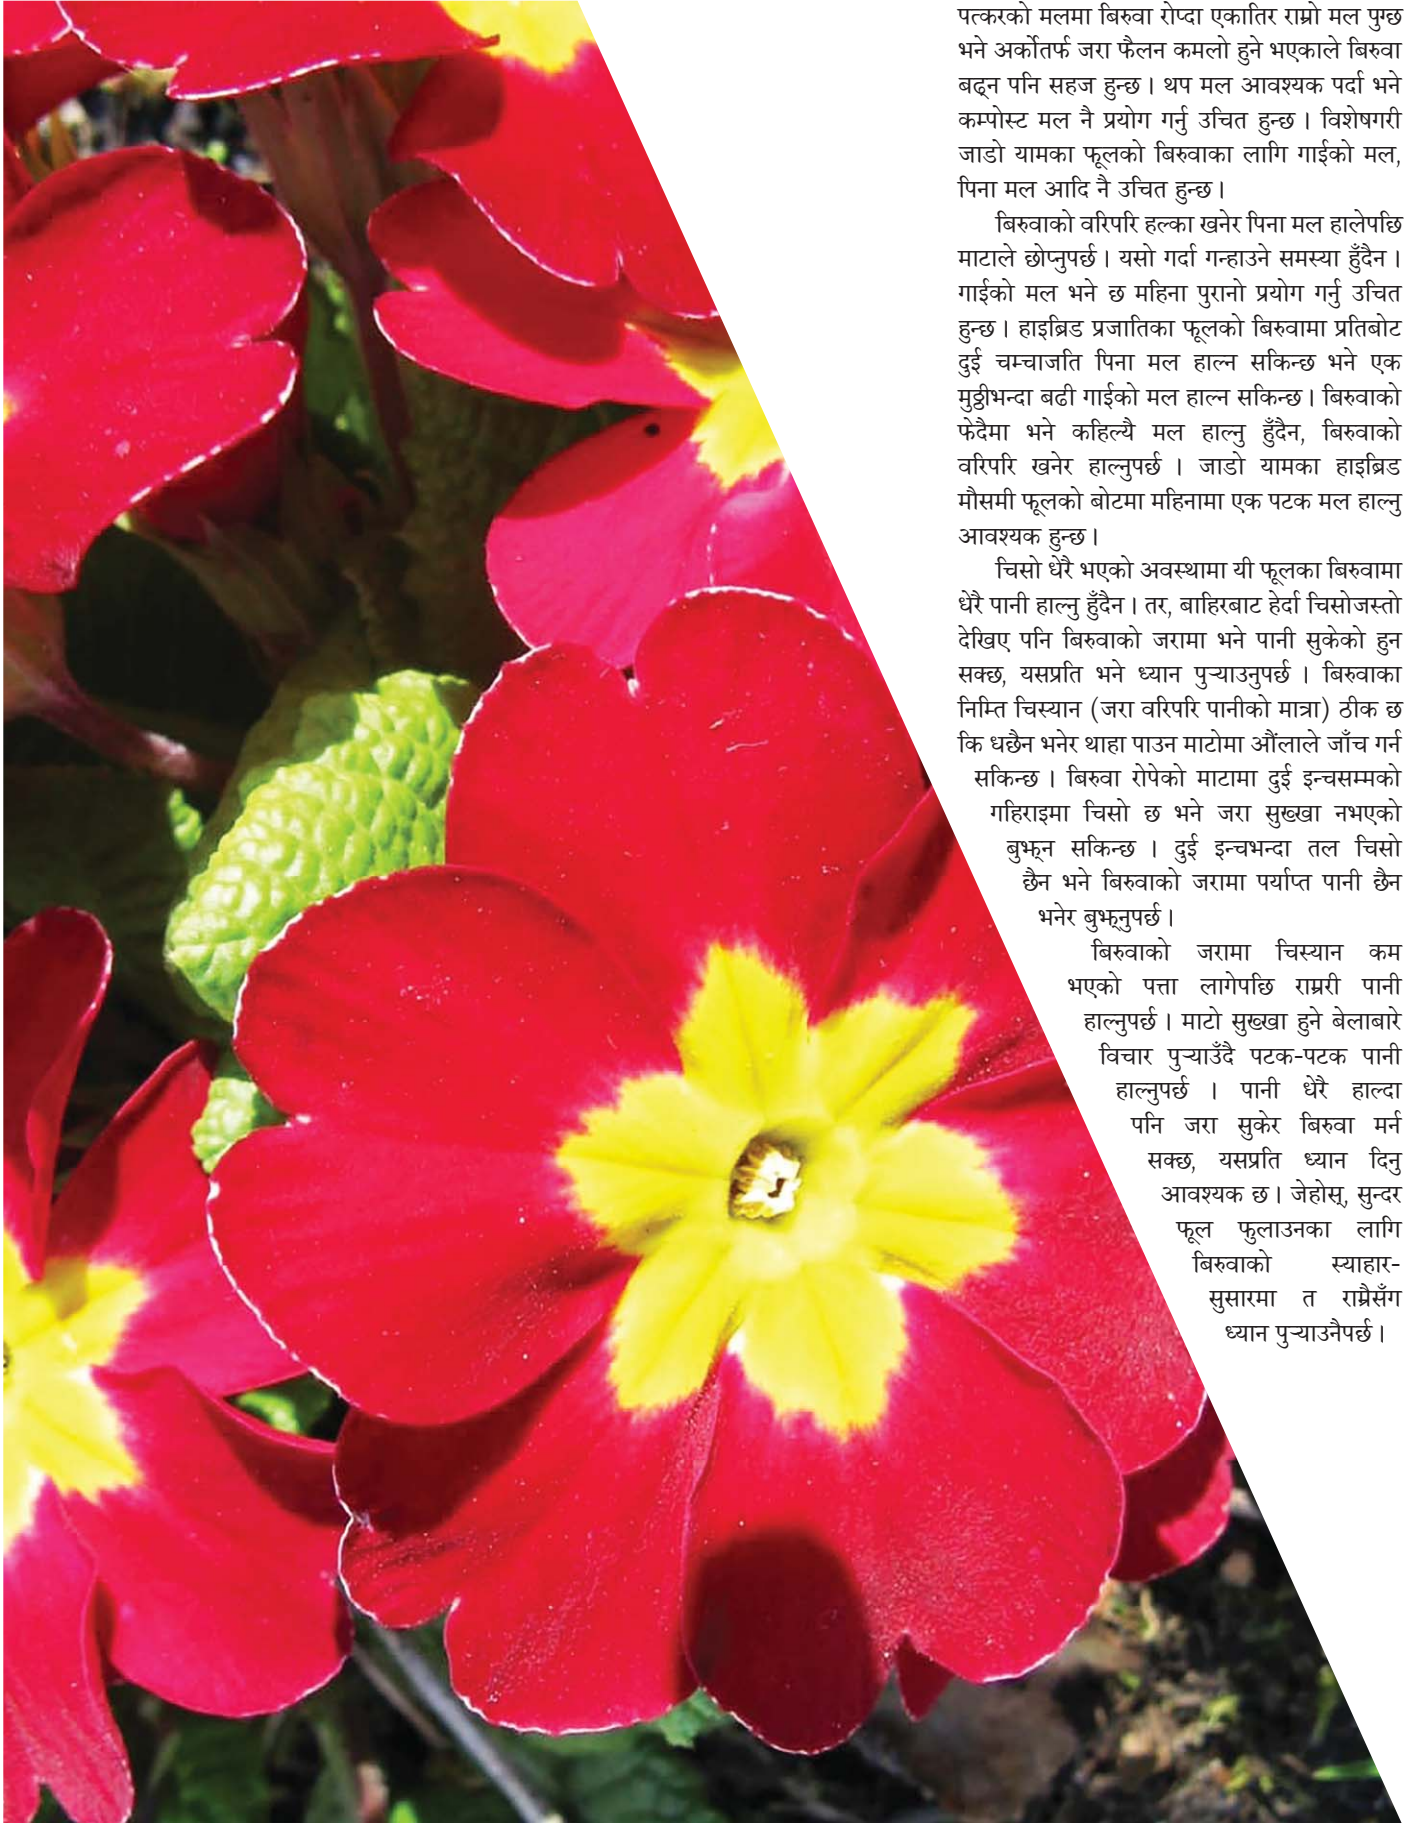 पत्करको मलमा बिरुवा रोप्दा एकातिर राम्रो मल पुग्छ
भने अर्कोतर्फ जरा फैलन कमलो हुने भएकाले बिरुवा
बढ्न पनि सहज हुन्छ । थप मल आवश्यक पर्दा भने
कम्पोस्ट मल नै प्रयोग गर्नु उचित हुन्छ । विशेषगरी
जाडो यामका फूलको बिरुवाका लागि गाईको मल,
पिना मल आदि नै उचित हुन्छ ।
बिरुवाको वरिपरि हल्का खनेर पिना मल हालेपछि
माटाले छोप्नुपर्छ । यसो गर्दा गन्हाउने समस्या हुँदैन ।
गाईको मल भने छ महिना पुरानो प्रयोग गर्नु उचित
हुन्छ । हाइब्रिड प्रजातिका फूलको बिरुवामा प्रतिबोट
दुई चम्चाजति पिना मल हाल्न सकिन्छ भने एक
मुठ्ठीभन्दा बढी गाईको मल हाल्न सकिन्छ । बिरुवाको
फेदैमा भने कहिल्यै मल हाल्नु हुँदैन, बिरुवाको
वरिपरि खनेर हाल्नुपर्छ । जाडो यामका हाइब्रिड
मौसमी फूलको बोटमा महिनामा एक पटक मल हाल्नु
आवश्यक हुन्छ ।
चिसो धेरै भएको अवस्थामा यी फूलका बिरुवामा
धेरै पानी हाल्नु हुँदैन । तर, बाहिरबाट हेर्दा चिसोजस्तो
देखिए पनि बिरुवाको जरामा भने पानी सुकेको हुन
सक्छ, यसप्रति भने ध्यान पुऱ्याउनुपर्छ । बिरुवाका
निम्ति चिस्यान (जरा वरिपरि पानीको मात्रा) ठीक छ
कि धछैन भनेर थाहा पाउन माटोमा औंलाले जाँच गर्न
सकिन्छ । बिरुवा रोपेको माटामा दुई इन्चसम्मको
गहिराइमा चिसो छ भने जरा सुख्खा नभएको
बुझ्न सकिन्छ । दुई इन्चभन्दा तल चिसो
छैन भने बिरुवाको जरामा पर्याप्त पानी छैन
भनेर बुझ्नुपर्छ ।
बिरुवाको जरामा चिस्यान कम
भएको पत्ता लागेपछि राम्ररी पानी
हाल्नुपर्छ । माटो सुख्खा हुने बेलाबारे
विचार पुऱ्याउँदै पटक-पटक पानी
हाल्नुपर्छ । पानी धेरै हाल्दा
पनि जरा सुकेर बिरुवा मर्न
सक्छ, यसप्रति ध्यान दिनु
आवश्यक छ । जेहोस्, सुन्दर
फूल फुलाउनका लागि
बिरुवाको स्याहार-
सुसारमा त राम्रैसँग
ध्यान पुऱ्याउनैपर्छ ।